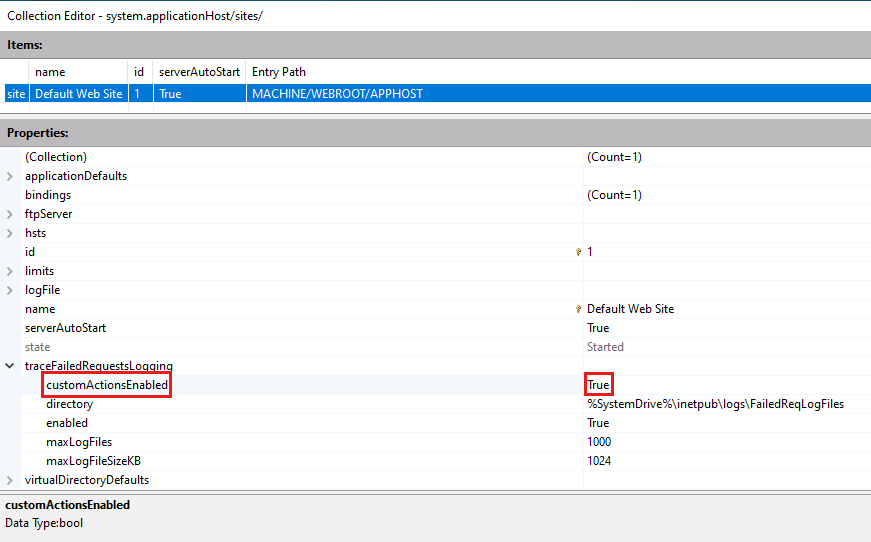 Collection Editor - system.applicationHost/sites/
Items:
name id serverAutoStart Entry Path
site Default Web Site 1 True MACHINE/WEBROOT/APPHOST
Properties:
(Collection) (Count=1)
applicationDefaults
bindings (Count=1)
ftpServer
hsts
id 1
limits
logFile
name Default Web Site
serverAutoStart True
state Started
traceFailedRequestsLogging
customActionsEnabled True
directory %SystemDrive%\inetpub\logs\FailedReqLogFiles
enabled True
maxLogFiles 1000
maxLogFileSizeKB 1024
virtualDirectoryDefaults
customActionsEnabled
Data Type:bool